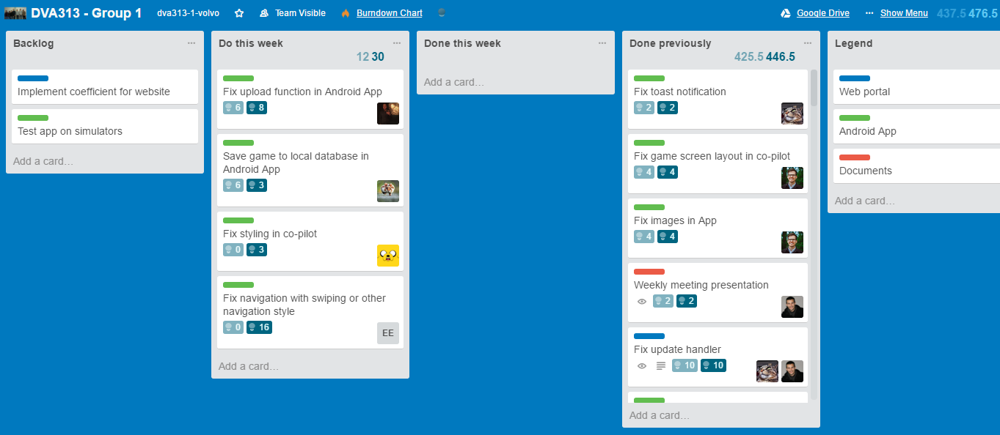 DVA313 - Group 1
dva313-1-volvo
Team Visible
Burndown Chart
Google Drive
Show Menu
437.5 476.5
Backlog
Implement coefficient for website
Test app on simulators
Add a card…
Do this week
12 30
Fix upload function in Android App
6 8
Save game to local database in
Android App
6 3
Fix styling in co-pilot
0 3
Fix navigation with swiping or other
navigation style
0 16
EE
Add a card…
Done this week
Add a card…
Done previously
425.5 446.5
Fix toast notification
2 2
Fix game screen layout in co-pilot
4 4
Fix images in App
4 4
Weekly meeting presentation
2 2
Fix update handler
10 10
Add a card…
Legend
Web portal
Android App
Documents
Add a card…